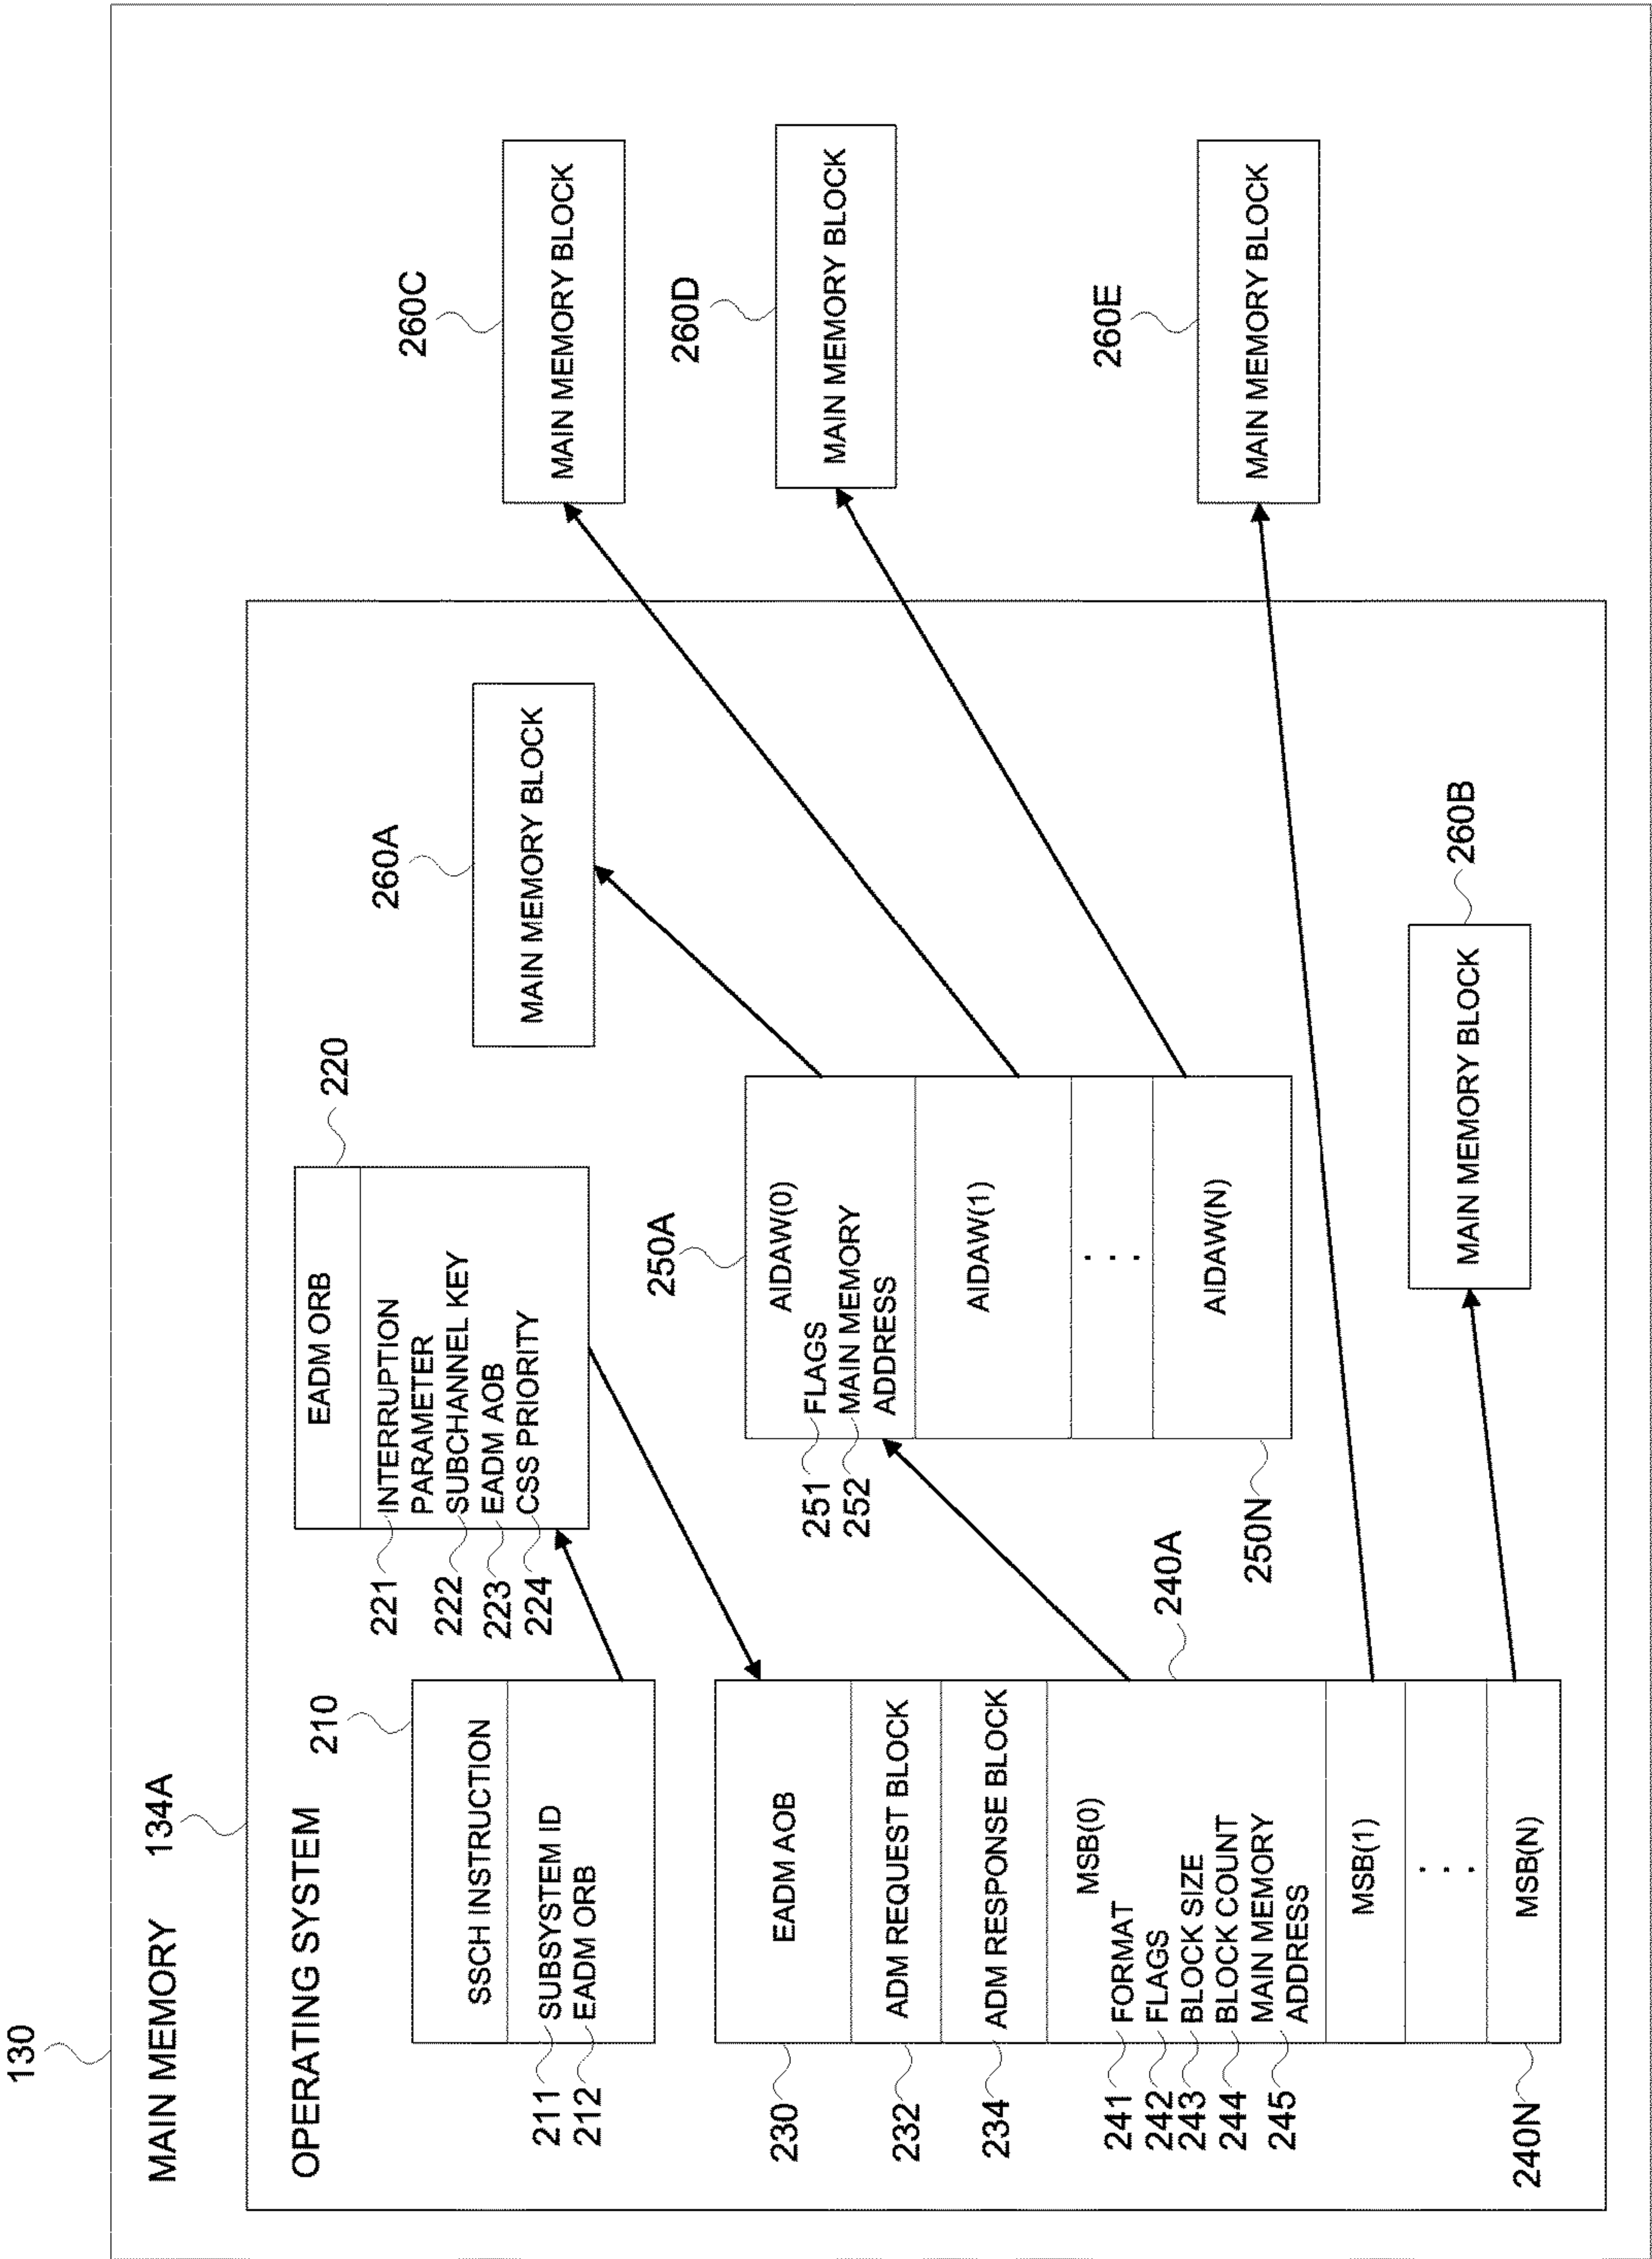 130
MAIN MEMORY
134A
OPERATING SYSTEM
210
SSCH INSTRUCTION
211
SUBSYSTEM ID
212
EADM ORB
220
EADM ORB
221
INTERRUPTION
PARAMETER
222
SUBCHANNEL KEY
223
EADM AOB
224
CSS PRIORITY
230
EADM AOB
232
ADM REQUEST BLOCK
234
ADM RESPONSE BLOCK
240A
MSB(0)
241
FORMAT
242
FLAGS
243
BLOCK SIZE
244
BLOCK COUNT
245
MAIN MEMORY
ADDRESS
MSB(1)
. . .
240N
MSB(N)
250A
AIDAW(0)
251
FLAGS
252
MAIN MEMORY
ADDRESS
AIDAW(1)
. . .
250N
AIDAW(N)
260A
MAIN MEMORY BLOCK
260B
MAIN MEMORY BLOCK
260C
MAIN MEMORY BLOCK
260D
MAIN MEMORY BLOCK
260E
MAIN MEMORY BLOCK